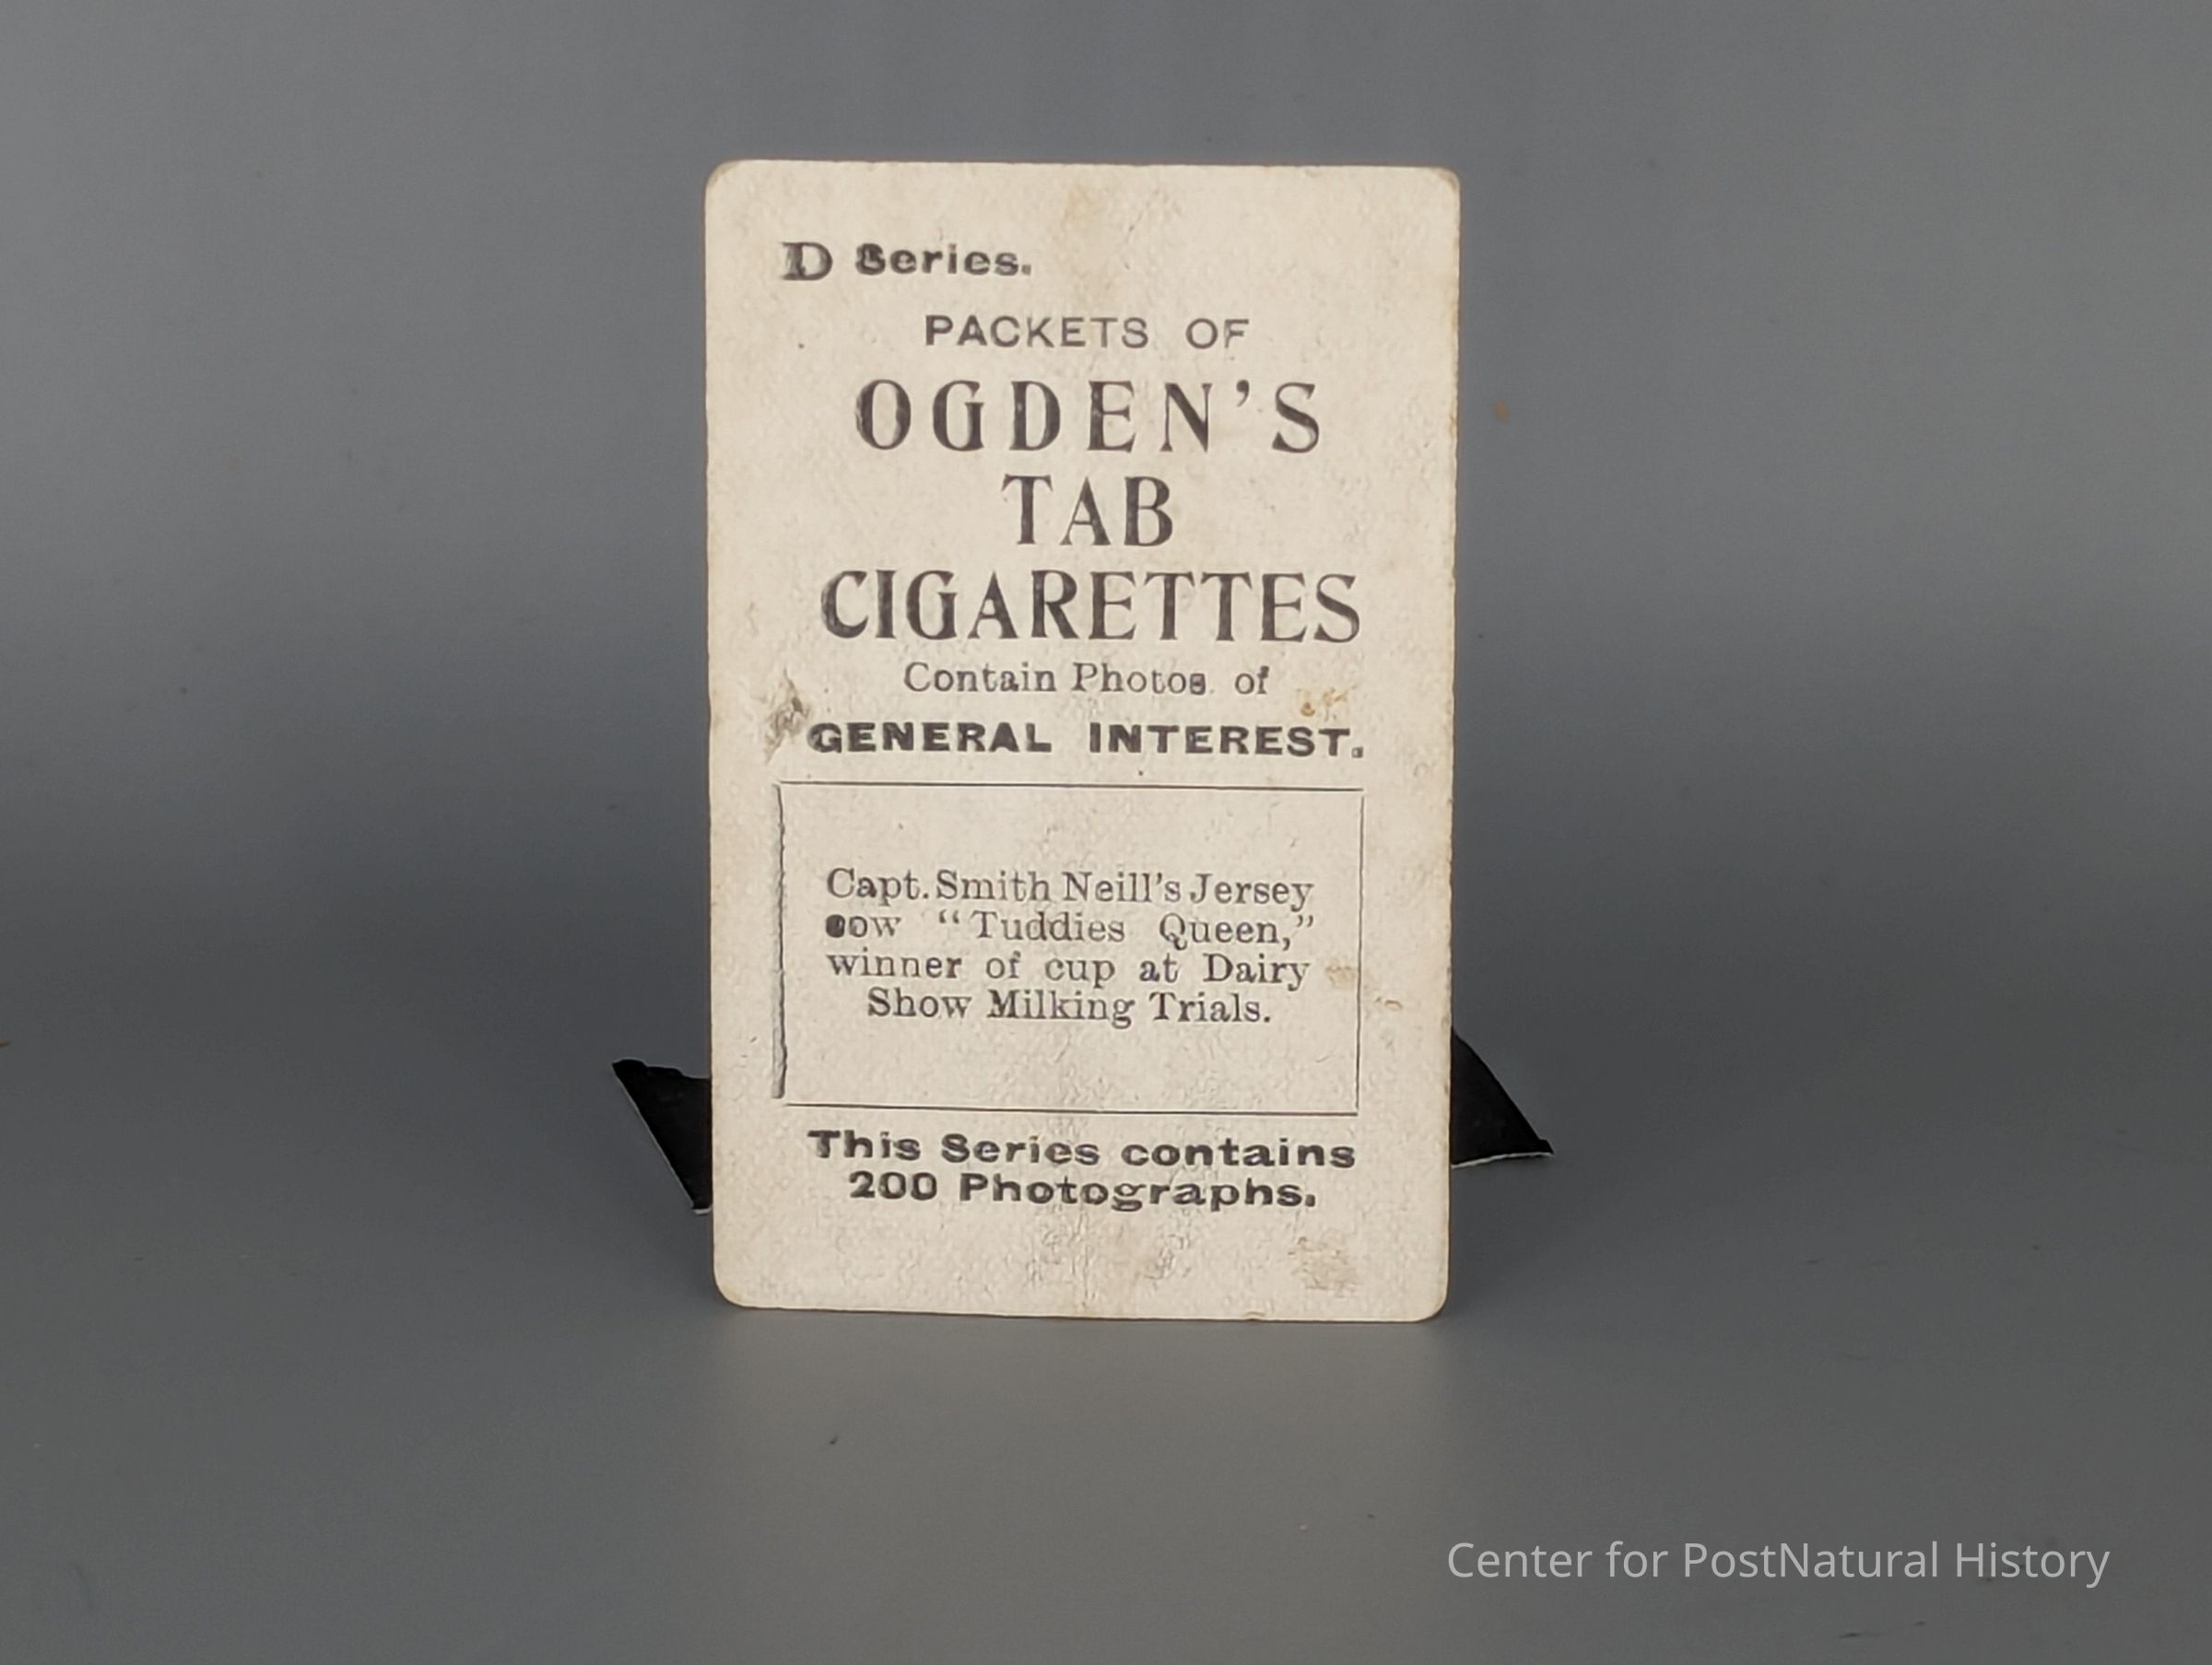 D Series.
PACKETS OF
OGDEN'S
TAB
CIGARETTES
Contain Photos of
GENERAL INTEREST.
Capt. Smith Neill's Jersey
cow "Tuddies Queen,"
winner of cup at Dairy
Show Milking Trials.
This Series contains
200 Photographs.
Center for PostNatural History